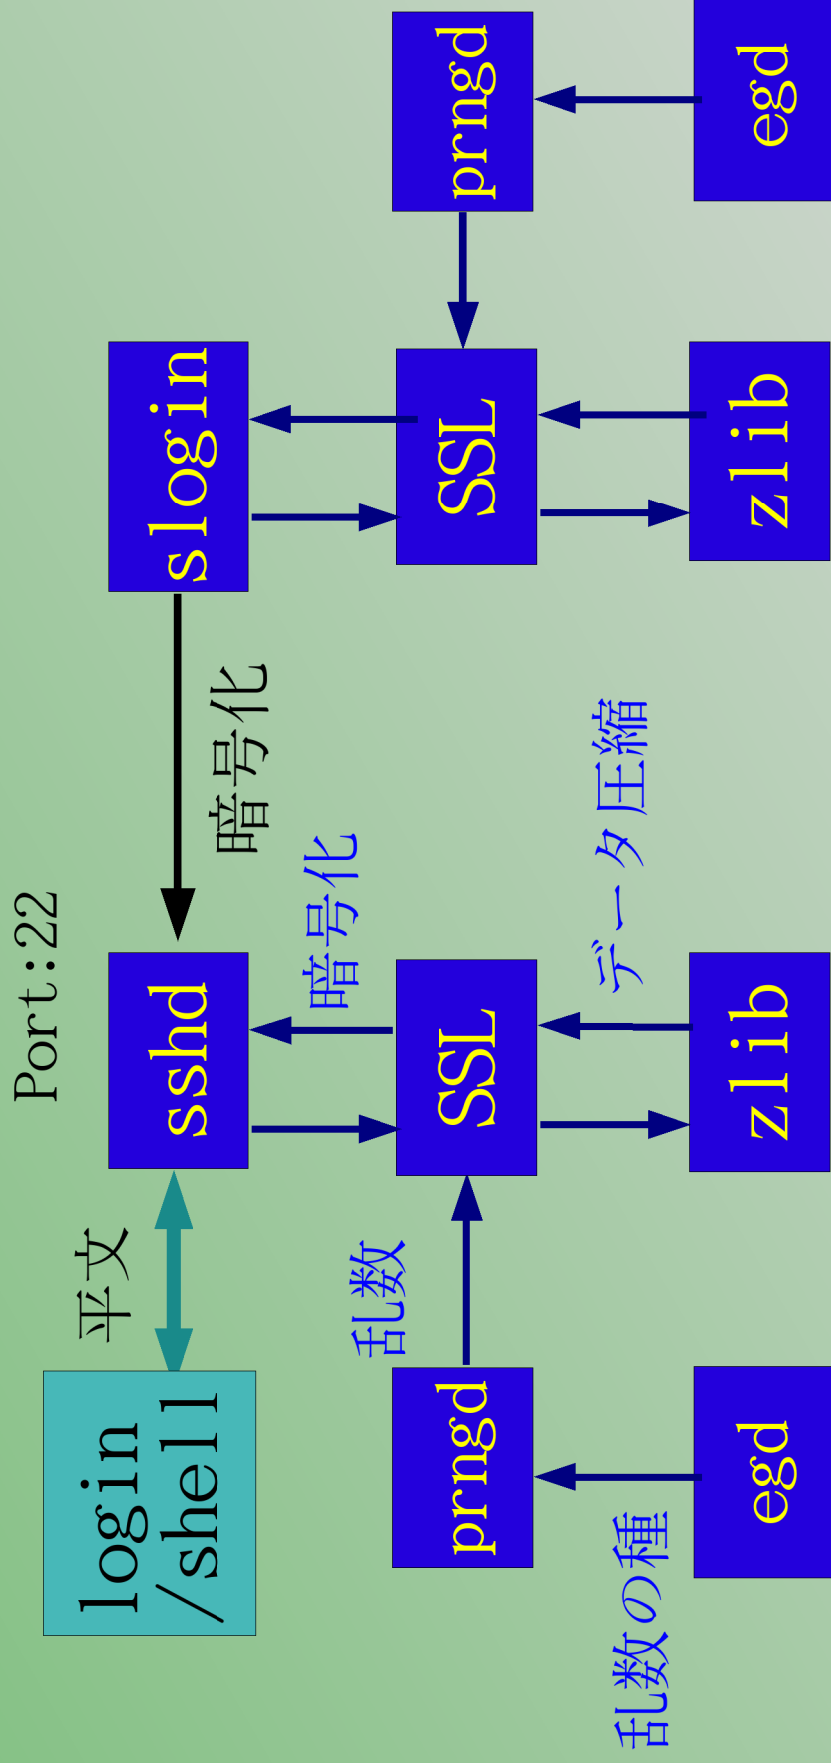 Port:22
login
/shell
平文
sshd
暗号化
slogin
暗号化
乱数
prngd
SSL
SSL
prngd
データ圧縮
乱数の種
egd
zlib
zlib
egd